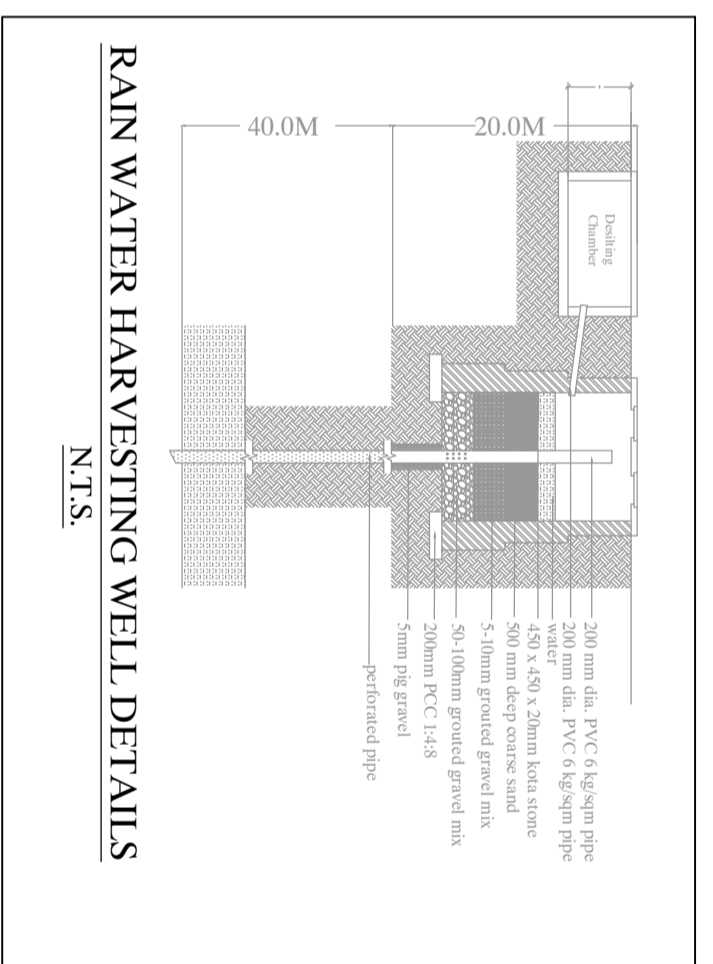 20.0M
40.0M
Desilting
Chamber
200 mm dia. PVC 6 kg/sqm pipe
200 mm dia. PVC 6 kg/sqm pipe
water
450 x 450 x 20mm kota stone
500 mm deep coarse sand
5-10mm grouted gravel mix
50-100mm grouted gravel mix
200mm PCC 1:4:8
5mm pig gravel
perforated pipe
RAIN WATER HARVESTING WELL DETAILS
N.T.S.